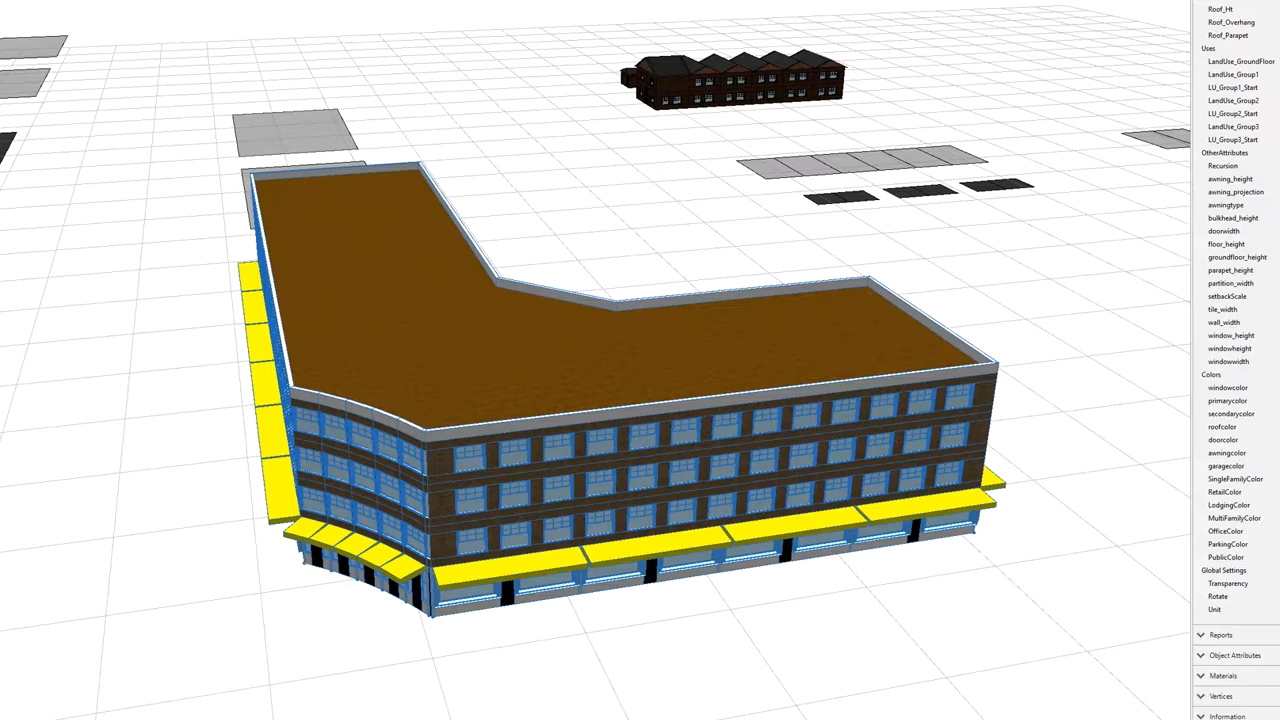 Roof_Ht
Roof_Overhang
Roof_Parapet
Uses
LandUse_GroundFloor
LandUse_Group1
LU_Group1_Start
LandUse_Group2
LU_Group2_Start
LandUse_Group3
LU_Group3_Start
OtherAttributes
Recursion
awning_height
awning_projection
awningtype
bulkhead_height
doorwidth
floor_height
groundfloor_height
parapet_height
partition_width
setbackScale
tile_width
wall_width
window_height
windowheight
windowwidth
Colors
windowcolor
primarycolor
secondarycolor
roofcolor
doorcolor
awningcolor
garagecolor
SingleFamilyColor
RetailColor
LodgingColor
MultiFamilyColor
OfficeColor
ParkingColor
PublicColor
Global Settings
Transparency
Rotate
Unit
Reports
Object Attributes
Materials
Vertices
Information